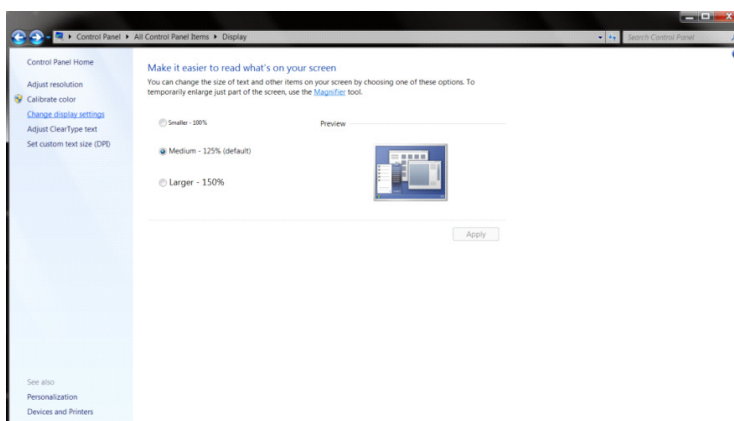 Control Panel ▸ All Control Panel Items ▸ Display
Search Control Panel
Control Panel Home
Adjust resolution
Calibrate color
Change display settings
Adjust ClearType text
Set custom text size (DPI)
Make it easier to read what's on your screen
You can change the size of text and other items on your screen by choosing one of these options. To
temporarily enlarge just part of the screen, use the Magnifier tool.
Smaller - 100%
Preview
Medium - 125% (default)
Larger - 150%
Apply
See also
Personalization
Devices and Printers